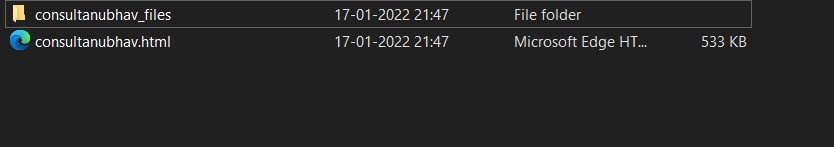 consultanubhav_files 17-01-2022 21:47 File folder
consultanubhav.html 17-01-2022 21:47 Microsoft Edge HT... 533 KB